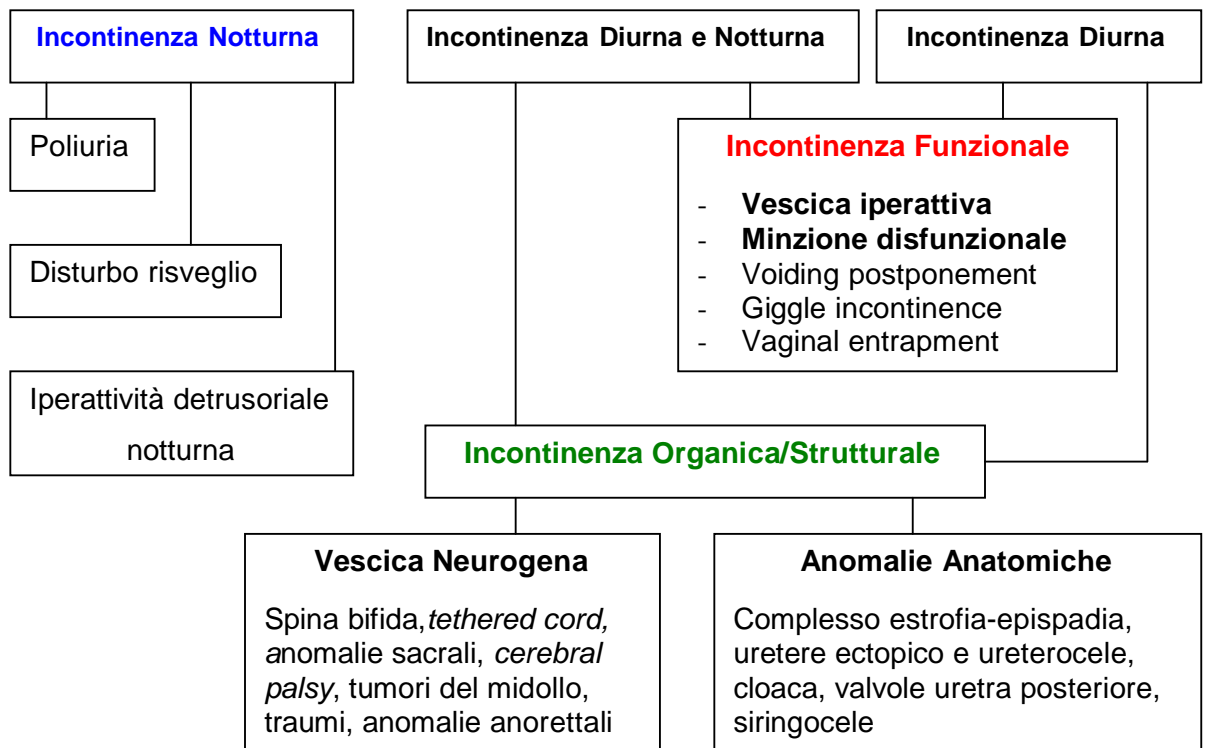 Incontinenza Notturna
Incontinenza Diurna e Notturna
Incontinenza Diurna
Poliuria
Disturbo risveglio
Iperattività detrusoriale
notturna
Incontinenza Funzionale
- Vescica iperattiva
- Minzione disfunzionale
- Voiding postponement
- Giggle incontinence
- Vaginal entrapment
Incontinenza Organica/Strutturale
Vescica Neurogena
Spina bifida,tethered cord,
anomalie sacrali, cerebral
palsy, tumori del midollo,
traumi, anomalie anorettali
Anomalie Anatomiche
Complesso estrofia-epispadia,
uretere ectopico e ureterocele,
cloaca, valvole uretra posteriore,
siringocele